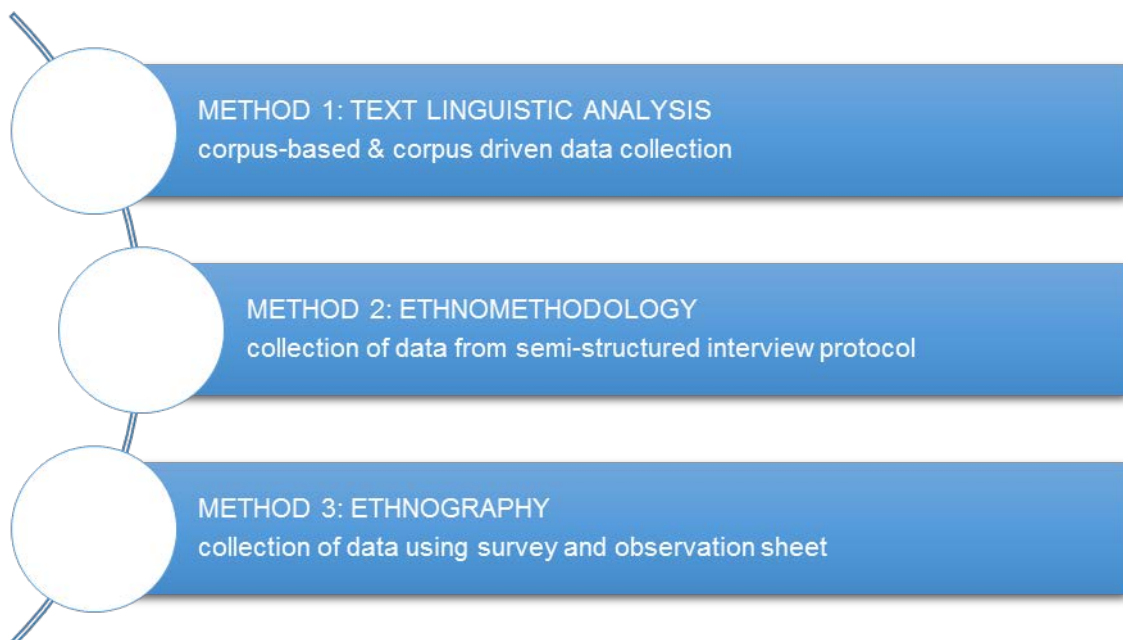 METHOD 1: TEXT LINGUISTIC ANALYSIS
corpus-based & corpus driven data collection
METHOD 2: ETHNOMETHODOLOGY
collection of data from semi-structured interview protocol
METHOD 3: ETHNOGRAPHY
collection of data using survey and observation sheet